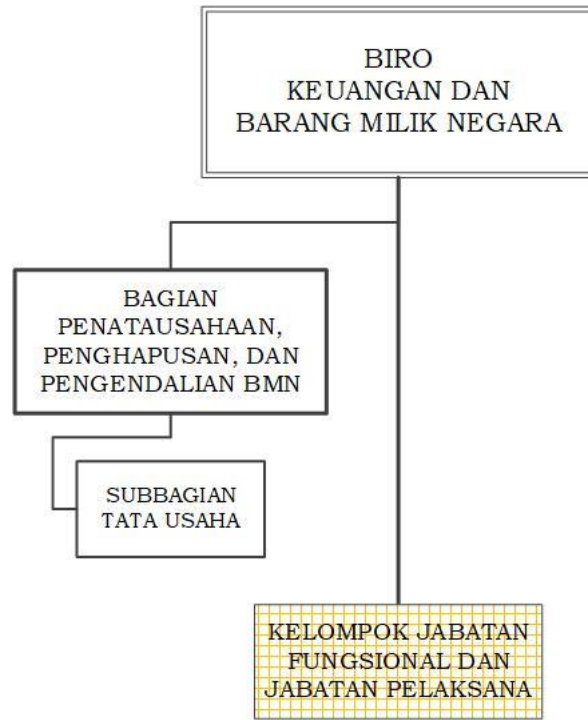 BIRO
KEUANGAN DAN
BARANG MILIK NEGARA
BAGIAN
PENATAUSAHAAN,
PENGHAPUSAN, DAN
PENGENDALIAN BMN
SUBBAGIAN
TATA USAHA
KELOMPOK JABATAN
FUNGSIONAL DAN
JABATAN PELAKSANA